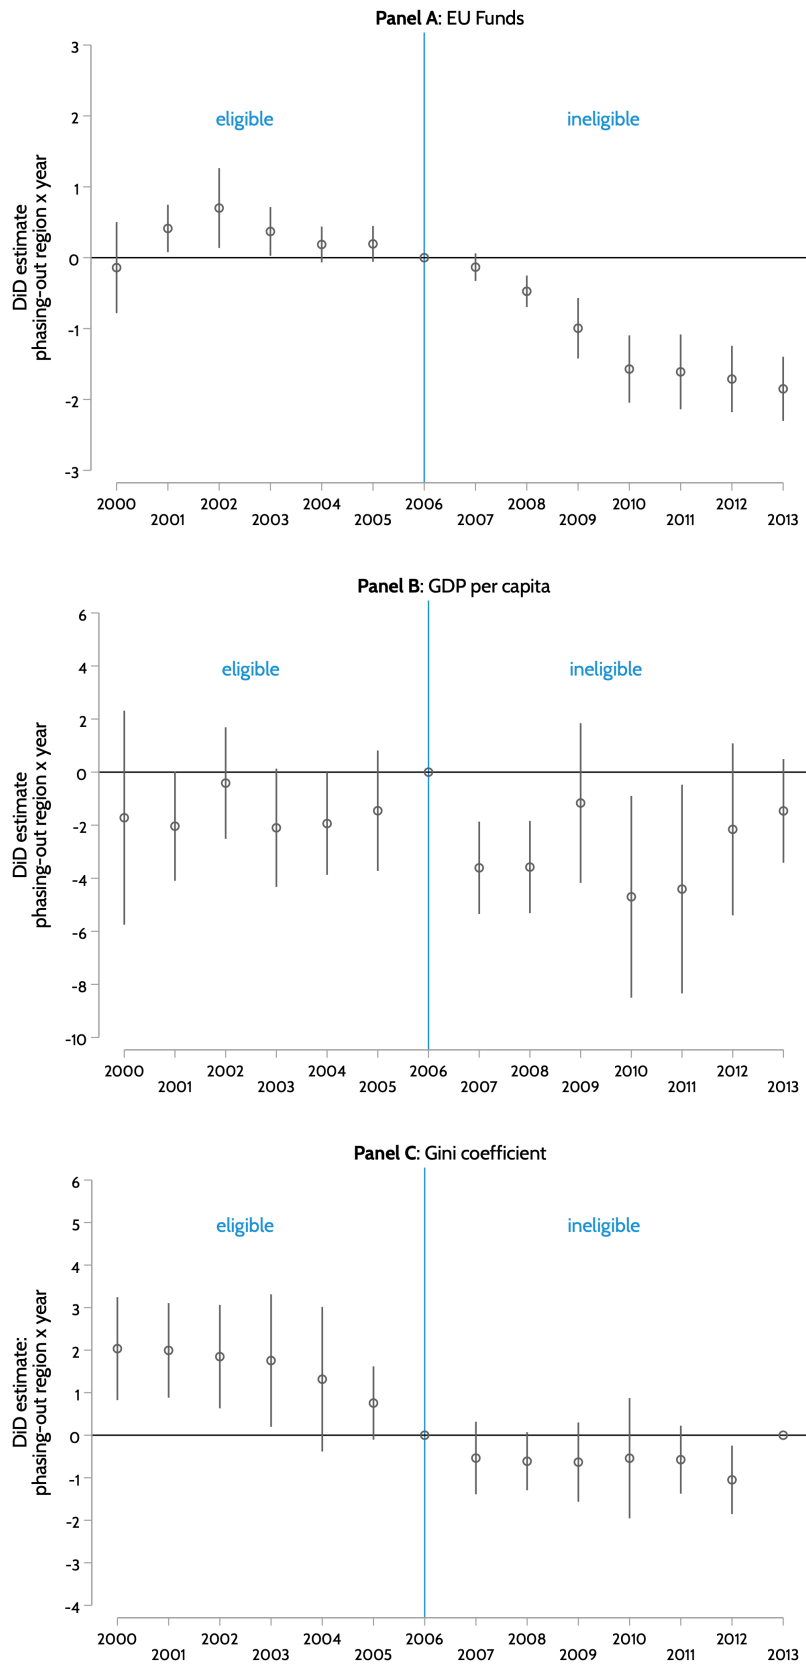 Panel A: EU Funds
3
2
1
0
-1
-2
-3
DiD estimate
phasing-out region x year
eligible
ineligible
2000 2002 2004 2006 2008 2010 2012
2001 2003 2005 2007 2009 2011 2013
Panel B: GDP per capita
6
4
2
0
-2
-4
-6
-8
-10
DiD estimate
phasing-out region x year
eligible
ineligible
2000 2002 2004 2006 2008 2010 2012
2001 2003 2005 2007 2009 2011 2013
Panel C: Gini coefficient
6
5
4
3
2
1
0
-1
-2
-3
-4
DiD estimate:
phasing-out region x year
eligible
ineligible
2000 2002 2004 2006 2008 2010 2012
2001 2003 2005 2007 2009 2011 2013